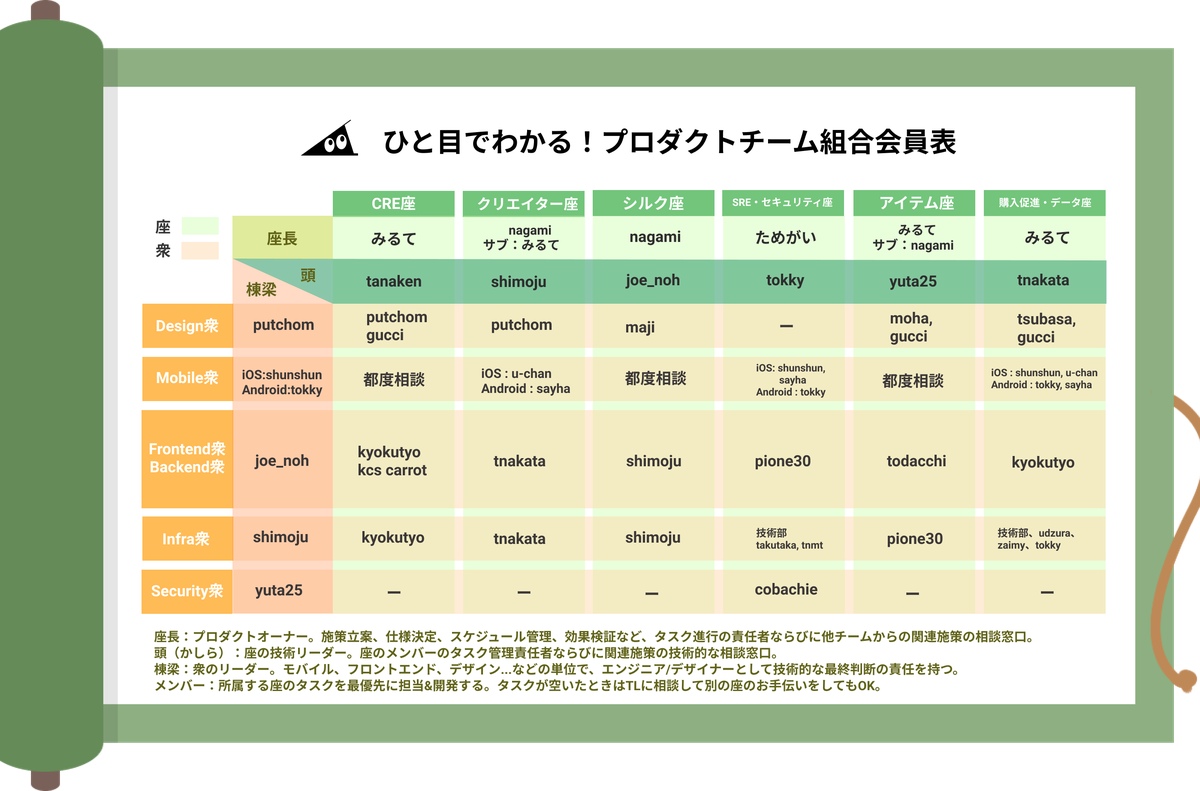 ひと目でわかる！プロダクトチーム組合会員表
CRE座 クリエイター座 シルク座 SRE・セキュリティ座 アイテム座 購入促進・データ座
座
衆
座長 みるて nagami サブ：みるて nagami ためがい みるて サブ：nagami みるて
頭
棟梁
tanaken shimoju joe_noh tokky yuta25 tnakata
Design衆 putchom putchom gucci putchom maji ー moha, gucci tsubasa, gucci
Mobile衆 iOS:shunshun Android:tokky 都度相談 iOS : u-chan Android : sayha 都度相談 iOS: shunshun, sayha Android : tokky 都度相談 iOS : shunshun, u-chan Android : tokky, sayha
Frontend衆 Backend衆 joe_noh kyokutyo kcs carrot tnakata shimoju pione30 todacchi kyokutyo
Infra衆 shimoju kyokutyo tnakata shimoju 技術部 takutaka, tnmt pione30 技術部、udzura、zaimy、tokky
Security衆 yuta25 ー ー ー cobachie ー ー
座長：プロダクトオーナー。施策立案、仕様決定、スケジュール管理、効果検証など、タスク進行の責任者ならびに他チームからの関連施策の相談窓口。
頭（かしら）：座の技術リーダー。座のメンバーのタスク管理責任者ならびに関連施策の技術的な相談窓口。
棟梁：衆のリーダー。モバイル、フロントエンド、デザイン...などの単位で、エンジニア/デザイナーとして技術的な最終判断の責任を持つ。
メンバー：所属する座のタスクを最優先に担当&開発する。タスクが空いたときはTLに相談して別の座のお手伝いをしてもOK。